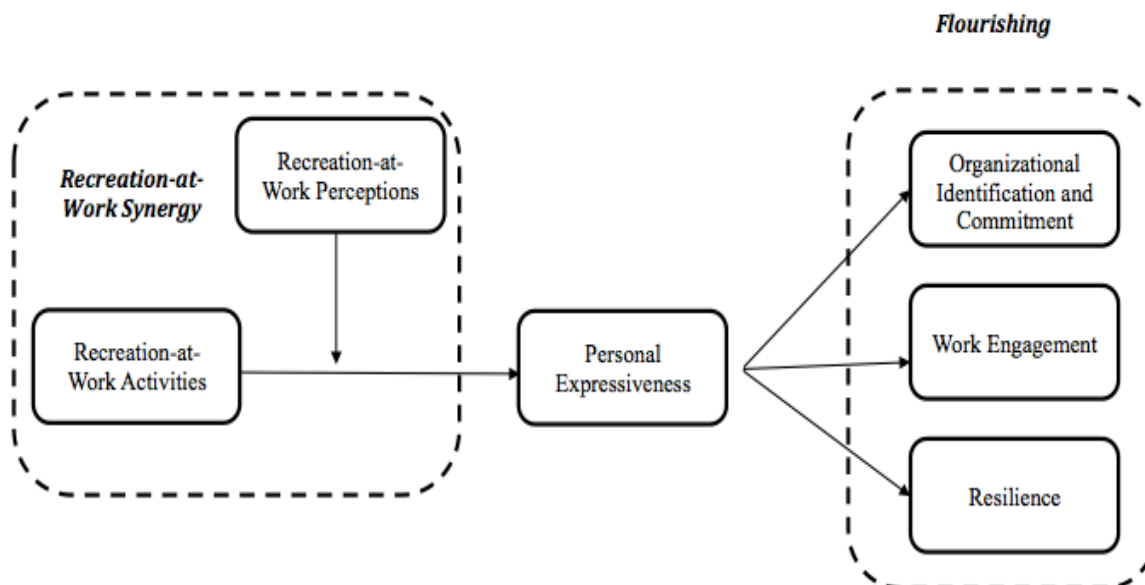 Flourishing
Recreation-at-
Work Synergy
Recreation-at-
Work Perceptions
Recreation-at-
Work Activities
Personal
Expressiveness
Organizational
Identification and
Commitment
Work Engagement
Resilience